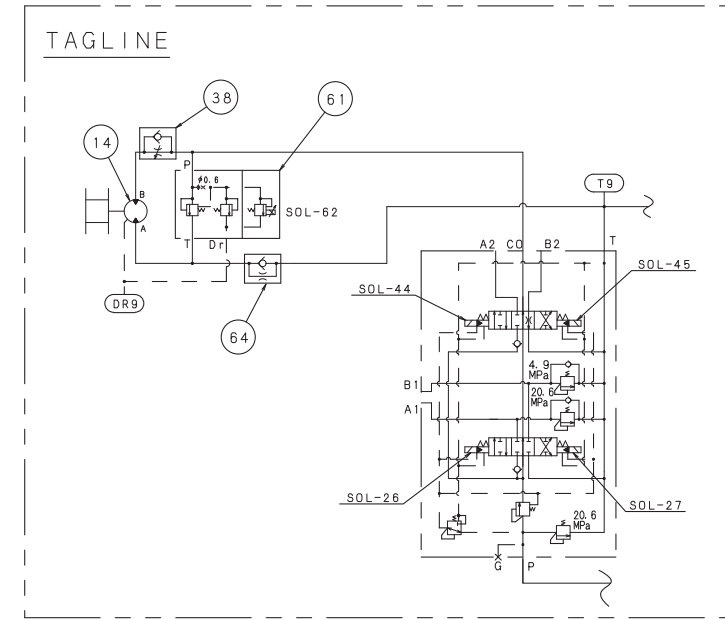 TAGLINE
38
61
14
P
φ0.6
B
A
SOL-62
T9
T
Dr
A2
CO
B2
T
SOL-45
DR9
SOL-44
64
4.9
MPa
B1
20.6
MPa
A1
SOL-26
SOL-27
20.6
MPa
G
P